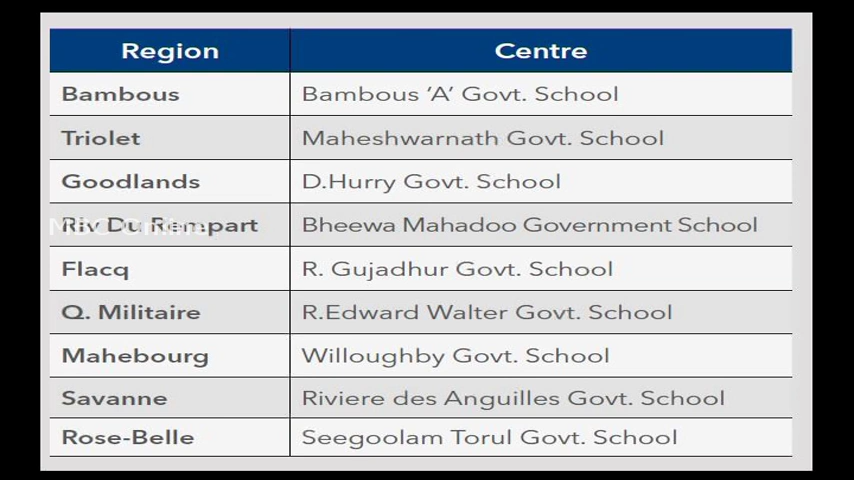 Region Centre
Bambous Bambous ‘A’ Govt. School
Triolet Maheshwarnath Govt. School
Goodlands D.Hurry Govt. School
Riv Du Rempart Bheewa Mahadoo Government School
MBC Online
Flacq R. Gujadhur Govt. School
Q. Militaire R.Edward Walter Govt. School
Mahebourg Willoughby Govt. School
Savanne Riviere des Anguilles Govt. School
Rose-Belle Seegoolam Torul Govt. School